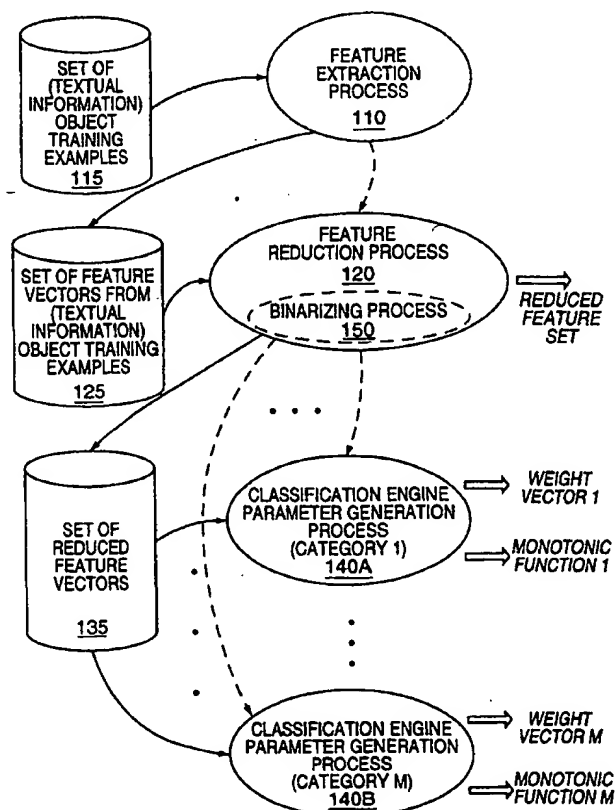 SET OF
(TEXTUAL
INFORMATION)
OBJECT
TRAINING
EXAMPLES
115
FEATURE
EXTRACTION
PROCESS
110
SET OF FEATURE
VECTORS FROM
(TEXTUAL
INFORMATION)
OBJECT TRAINING
EXAMPLES
125
FEATURE
REDUCTION PROCESS
120
BINARIZING PROCESS
150
REDUCED
FEATURE
SET
SET OF
REDUCED
FEATURE
VECTORS
135
CLASSIFICATION ENGINE
PARAMETER GENERATION
PROCESS
(CATEGORY 1)
140A
WEIGHT
VECTOR 1
MONOTONIC
FUNCTION 1
CLASSIFICATION ENGINE
PARAMETER GENERATION
PROCESS
(CATEGORY M)
140B
WEIGHT
VECTOR M
MONOTONIC
FUNCTION M